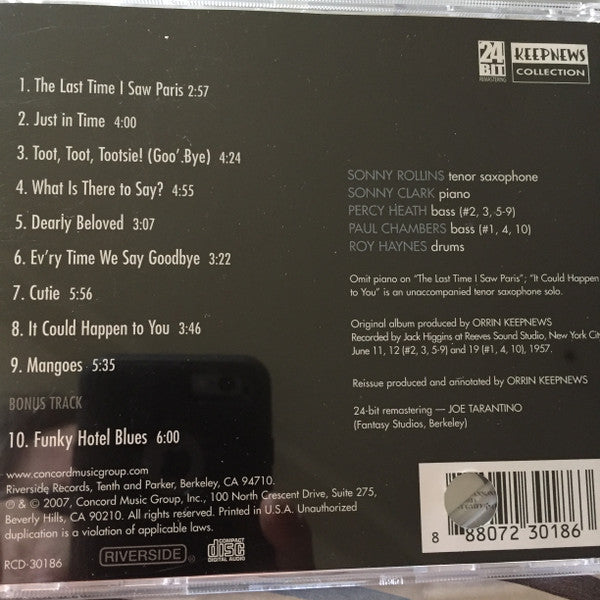 24
BIT
REMASTERING
KEEPNEWS
COLLECTION
1. The Last Time I Saw Paris 2:57
2. Just in Time 4:00
3. Toot, Toot, Tootsie! (Goo'.Bye) 4:24
4. What Is There to Say? 4:55
5. Dearly Beloved 3:07
6. Ev'ry Time We Say Goodbye 3:22
7. Cutie 5:56
8. It Could Happen to You 3:46
9. Mangoes 5:35
BONUS TRACK
10. Funky Hotel Blues 6:00
SONNY ROLLINS tenor saxophone
SONNY CLARK piano
PERCY HEATH bass (#2, 3, 5-9)
PAUL CHAMBERS bass (#1, 4, 10)
ROY HAYNES drums
Omit piano on "The Last Time I Saw Paris"; "It Could Happen
to You" is an unaccompanied tenor saxophone solo.
Original album produced by ORRIN KEEPNEWS
Recorded by Jack Higgins at Reeves Sound Studio, New York City
June 11, 12 (#2, 3, 5-9) and 19 (#1, 4, 10), 1957.
Reissue produced and annotated by ORRIN KEEPNEWS
24-bit remastering — JOE TARANTINO
(Fantasy Studios, Berkeley)
www.concordmusicgroup.com
Riverside Records, Tenth and Parker, Berkeley, CA 94710.
℗ & © 2007, Concord Music Group, Inc., 100 North Crescent Drive, Suite 275,
Beverly Hills, CA 90210. All rights reserved. Printed in U.S.A. Unauthorized
duplication is a violation of applicable laws.
RIVERSIDE
COMPACT
disc
DIGITAL AUDIO
RCD-30186
8 88072 30186